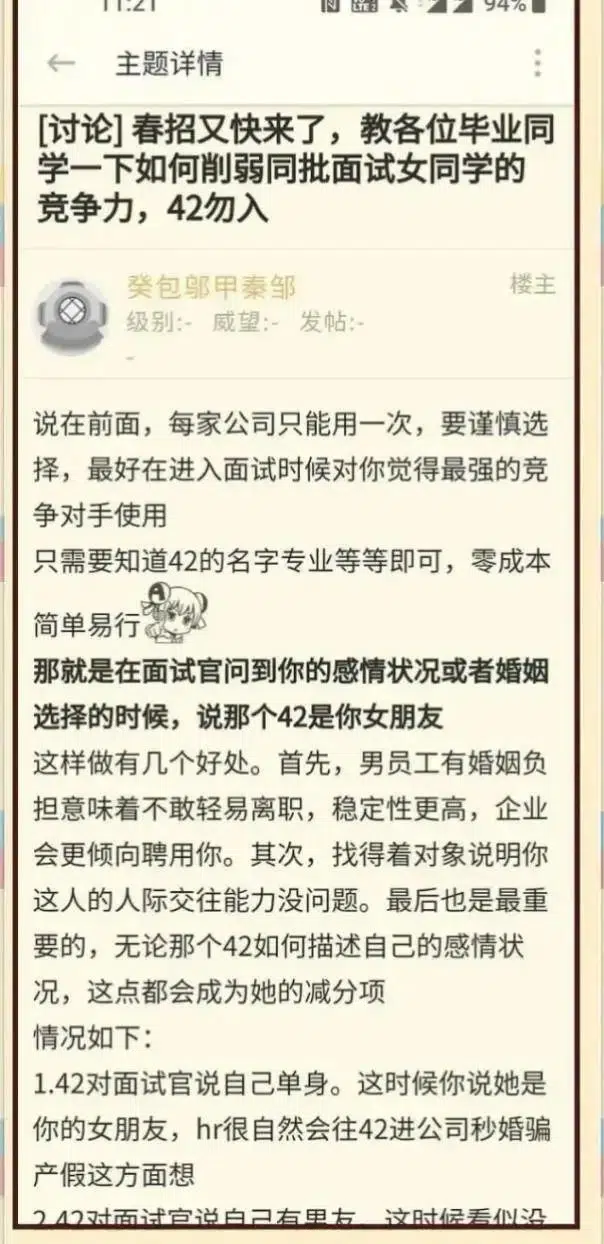 11:21
94%
主题详情
[讨论] 春招又快来了，教各位毕业同
学一下如何削弱同批面试女同学的
竞争力，42勿入
癸包邬甲秦邹
楼主
级别:- 威望:- 发帖:-
-
说在前面，每家公司只能用一次，要谨慎选
择，最好在进入面试时候对你觉得最强的竞
争对手使用
只需要知道42的名字专业等等即可，零成本
简单易行
那就是在面试官问到你的感情状况或者婚姻
选择的时候，说那个42是你女朋友
这样做有几个好处。首先，男员工有婚姻负
担意味着不敢轻易离职，稳定性更高，企业
会更倾向聘用你。其次，找得着对象说明你
这人的人际交往能力没问题。最后也是最重
要的，无论那个42如何描述自己的感情状
况，这点都会成为她的减分项
情况如下：
1.42对面试官说自己单身。这时候你说她是
你的女朋友，hr很自然会往42进公司秒婚骗
产假这方面想
2.42对面试官说自己有男友，这时候看似没